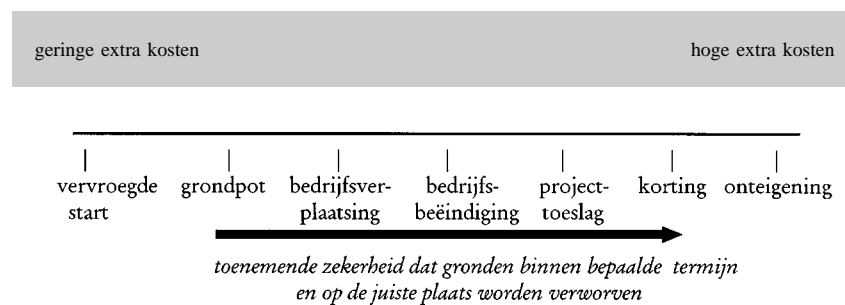 geringe extra kosten hoge extra kosten
vervroegde grondpot bedrijfsver- bedrijfs- project- korting onteigening
start plaatsing beëindiging toeslag
toenemende zekerheid dat gronden binnen bepaalde termijn
en op de juiste plaats worden verworven